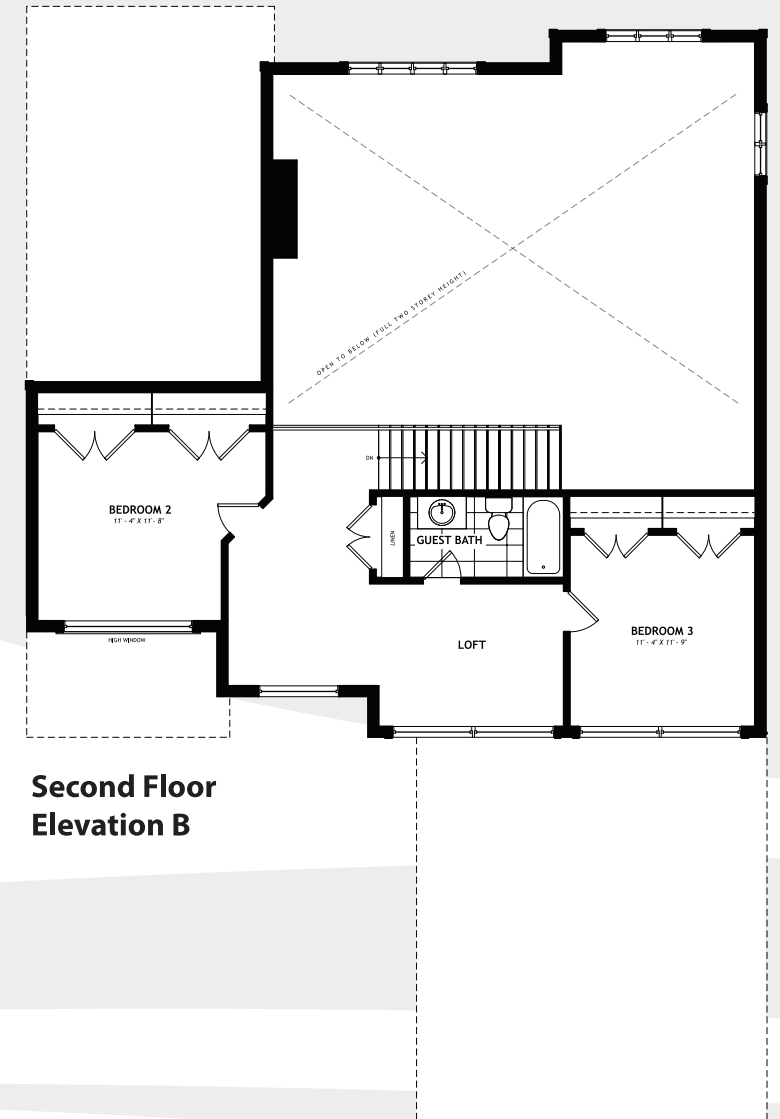 OPEN TO BELOW (FULL TWO STOREY HEIGHT)
DN
BEDROOM 2
11' - 4" X 11' - 8"
LINEN
GUEST BATH
HIGH WINDOW
LOFT
BEDROOM 3
11' - 4" X 11' - 9"
Second Floor
Elevation B